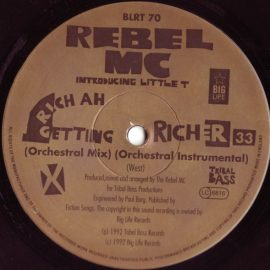 BLRT 70
REBEL
MC
INTRODUCING LITTLE T
BIG
LIFE
RICH AH
GETTING
RICHER
33
(Orchestral Mix) (Orchestral Instrumental)
(West)
Produced, mixed and arranged by The Rebel MC
for Tribal Bass Productions
Engineered by Paul Borg. Published by
Fiction Songs. The copyright in this sound recording is owned by
Big Life Records
(p) 1992 Tribal Bass Records
(c) 1992 Big Life Records
TRIBAL
BASS
LC 6816